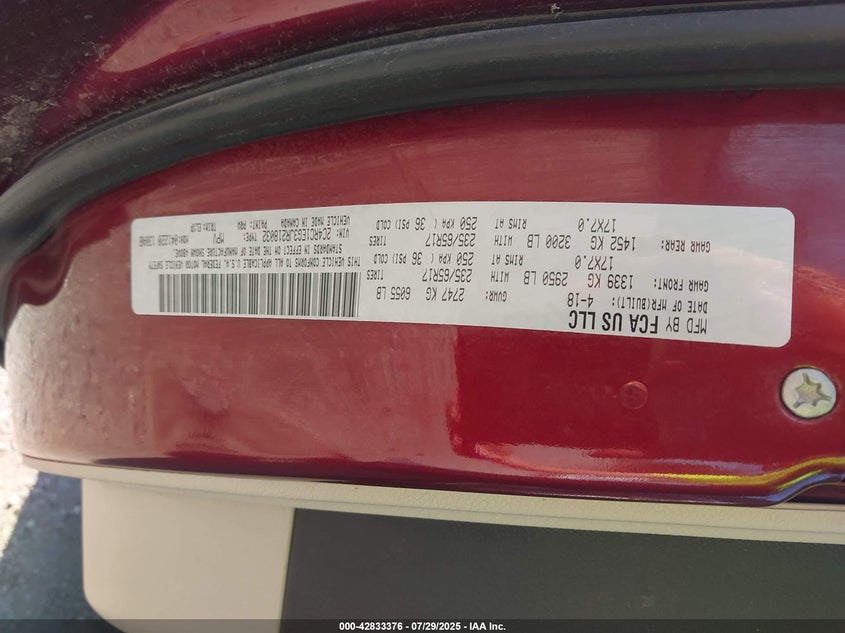 MFD BY FCA US LLC
DATE OF MFR(BUILT): 4-18
GVWR: 2747 KG 6055 LB
GAWR FRONT: 1339 KG 2950 LB WITH 235/65R17 TIRES
17X7.0 RIMS AT 250 KPA ( 36 PSI) COLD
GAWR REAR: 1452 KG 3200 LB WITH 235/65R17 TIRES
17X7.0 RIMS AT 250 KPA ( 36 PSI) COLD
THIS VEHICLE CONFORMS TO ALL APPLICABLE U.S.A. FEDERAL MOTOR VEHICLE SAFETY
STANDARDS IN EFFECT ON THE DATE OF MANUFACTURE SHOWN ABOVE.
VIN: 2C4RC1EG3JR218032 TYPE: MPV
VEHICLE MADE IN CANADA PAINT: PRV TRIM:
000-42833376 | 07/29/2025 - IAA Inc.